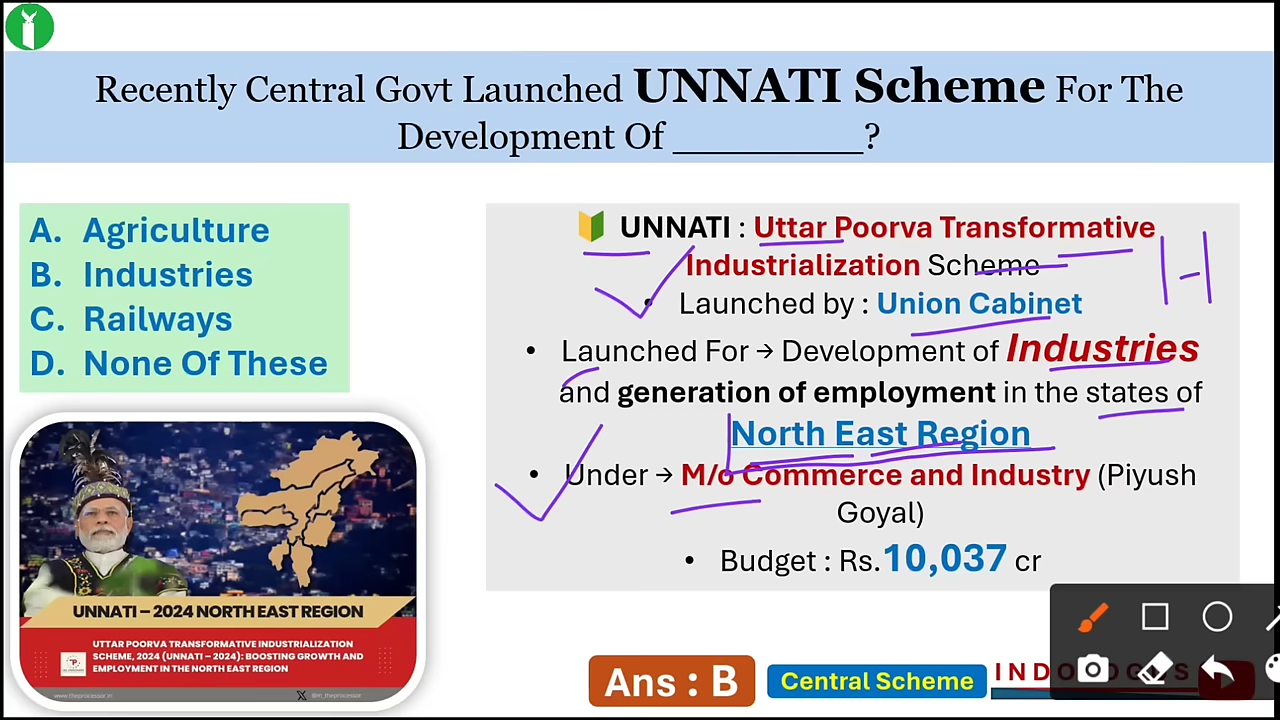 Recently Central Govt Launched UNNATI Scheme For The
Development Of _________?
A. Agriculture
B. Industries
C. Railways
D. None Of These
UNNATI : Uttar Poorva Transformative
Industrialization Scheme
• Launched by : Union Cabinet
• Launched For → Development of Industries
and generation of employment in the states of
North East Region
• Under → M/o Commerce and Industry (Piyush
Goyal)
• Budget : Rs.10,037 cr
UNNATI – 2024 NORTH EAST REGION
UTTAR POORVA TRANSFORMATIVE INDUSTRIALIZATION
SCHEME, 2024 (UNNATI – 2024): BOOSTING GROWTH AND
EMPLOYMENT IN THE NORTH EAST REGION
www.theprocessor.in
Ans : B
Central Scheme